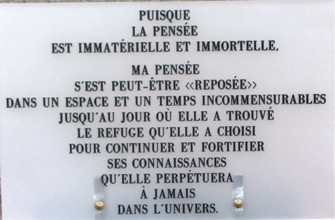 PUISQUE
LA PENSÉE
EST IMMATÉRIELLE ET IMMORTELLE,
MA PENSÉE
S'EST PEUT-ÊTRE «REPOSÉE»
DANS UN ESPACE ET UN TEMPS INCOMMENSURABLES
JUSQU'AU JOUR OÙ ELLE A TROUVÉ
LE REFUGE QU'ELLE A CHOISI
POUR CONTINUER ET FORTIFIER
SES CONNAISSANCES
QU'ELLE PERPÉTUERA
À JAMAIS
DANS L'UNIVERS.